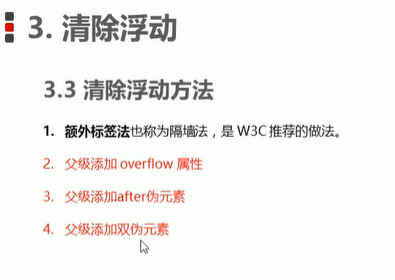 3. 清除浮动
3.3 清除浮动方法
1. 额外标签法也称为隔墙法，是 W3C 推荐的做法。
2. 父级添加 overflow 属性
3. 父级添加after伪元素
4. 父级添加双伪元素